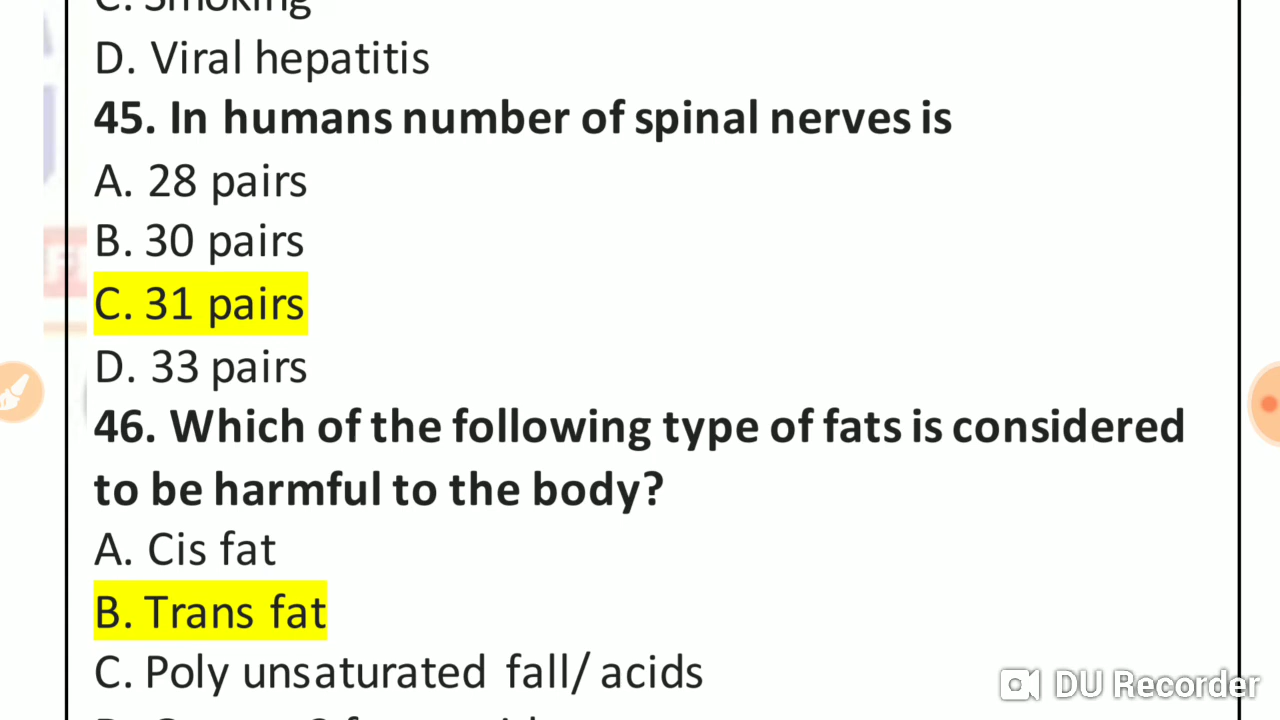 C. Smoking
D. Viral hepatitis
45. In humans number of spinal nerves is
A. 28 pairs
B. 30 pairs
C. 31 pairs
D. 33 pairs
46. Which of the following type of fats is considered
to be harmful to the body?
A. Cis fat
B. Trans fat
C. Poly unsaturated fall/ acids
DU Recorder